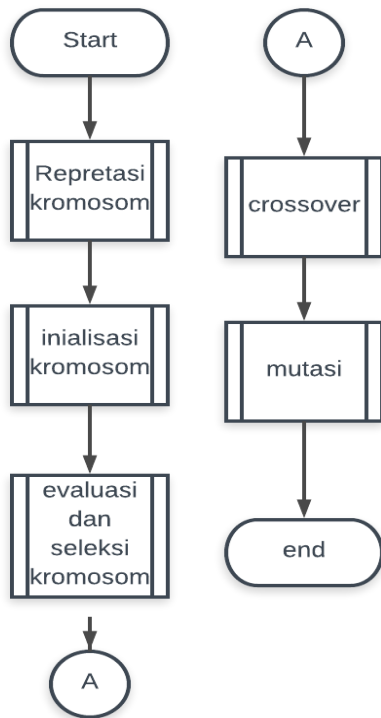 Start
Repretasi
kromosom
inialisasi
kromosom
evaluasi
dan
seleksi
kromosom
A
A
crossover
mutasi
end